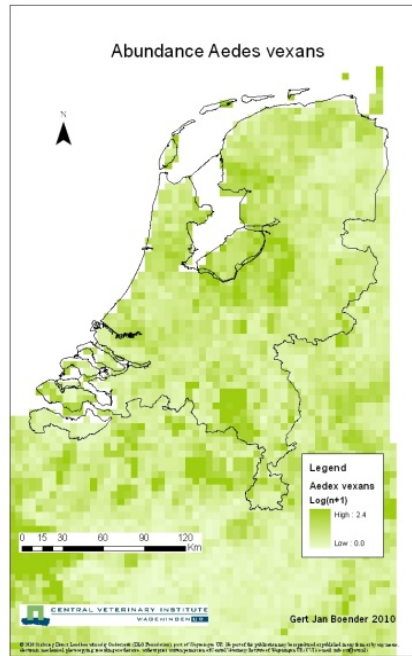 Abundance Aedes vexans
N
Legend
Aedex vexans
Log(n+1)
High : 2.4
Low : 0.0
0 15 30 60 90 120
Km
CENTRAL VETERINARY INSTITUTE
WAGENINGEN UR
Gert Jan Boender 2010